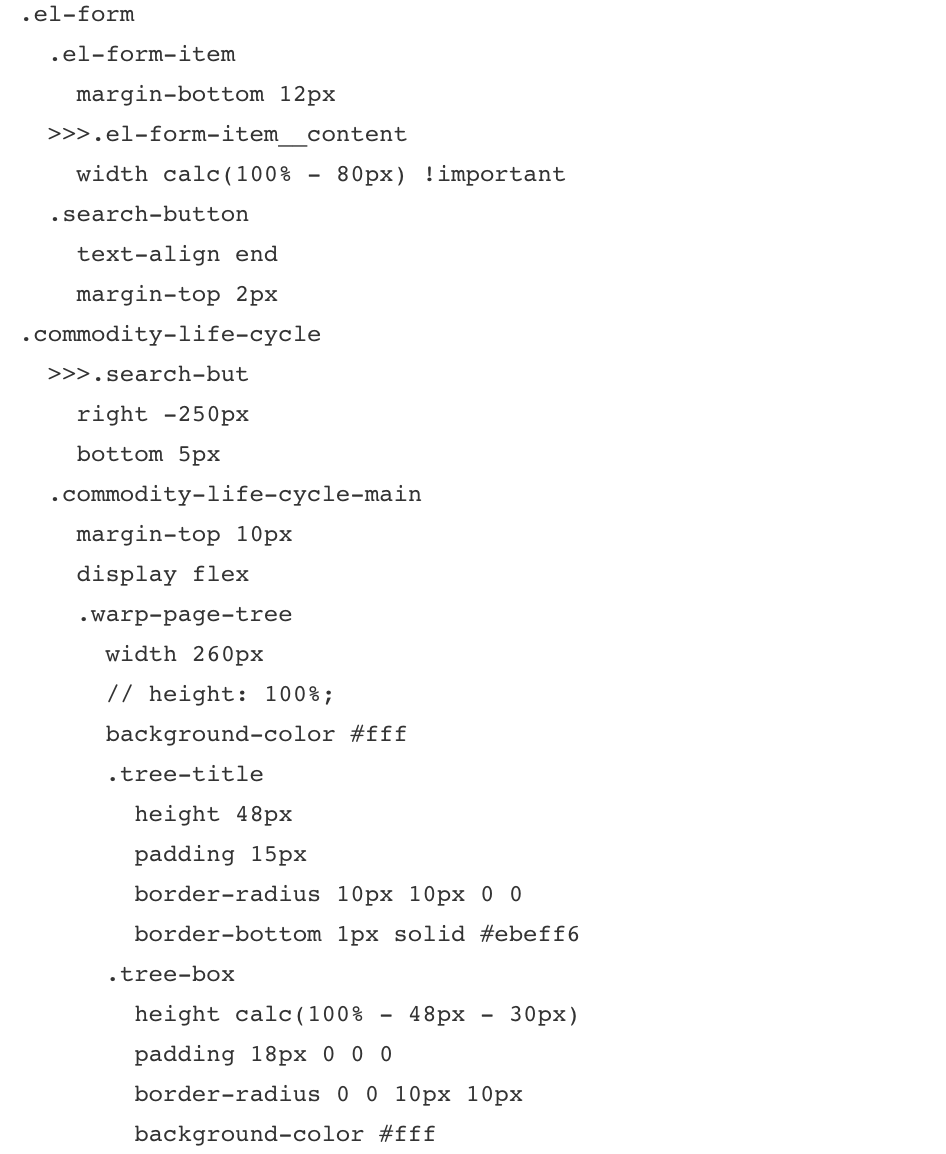 .el-form
  .el-form-item
    margin-bottom 12px
  >>>.el-form-item__content
    width calc(100% - 80px) !important
  .search-button
    text-align end
    margin-top 2px
.commodity-life-cycle
  >>>.search-but
    right -250px
    bottom 5px
  .commodity-life-cycle-main
    margin-top 10px
    display flex
    .warp-page-tree
      width 260px
      // height: 100%;
      background-color #fff
      .tree-title
        height 48px
        padding 15px
        border-radius 10px 10px 0 0
        border-bottom 1px solid #ebeff6
      .tree-box
        height calc(100% - 48px - 30px)
        padding 18px 0 0 0
        border-radius 0 0 10px 10px
        background-color #fff